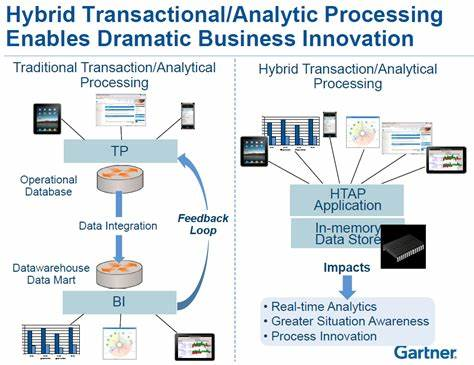 Hybrid Transactional/Analytic Processing
Enables Dramatic Business Innovation
Traditional Transaction/Analytical
Processing
TP
Operational
Database
Data Integration
Feedback
Loop
Datawarehouse
Data Mart
BI
Hybrid Transaction/Analytical
Processing
HTAP
Application
In-memory
Data Store
Impacts
• Real-time Analytics
• Greater Situation Awareness
• Process Innovation
Gartner